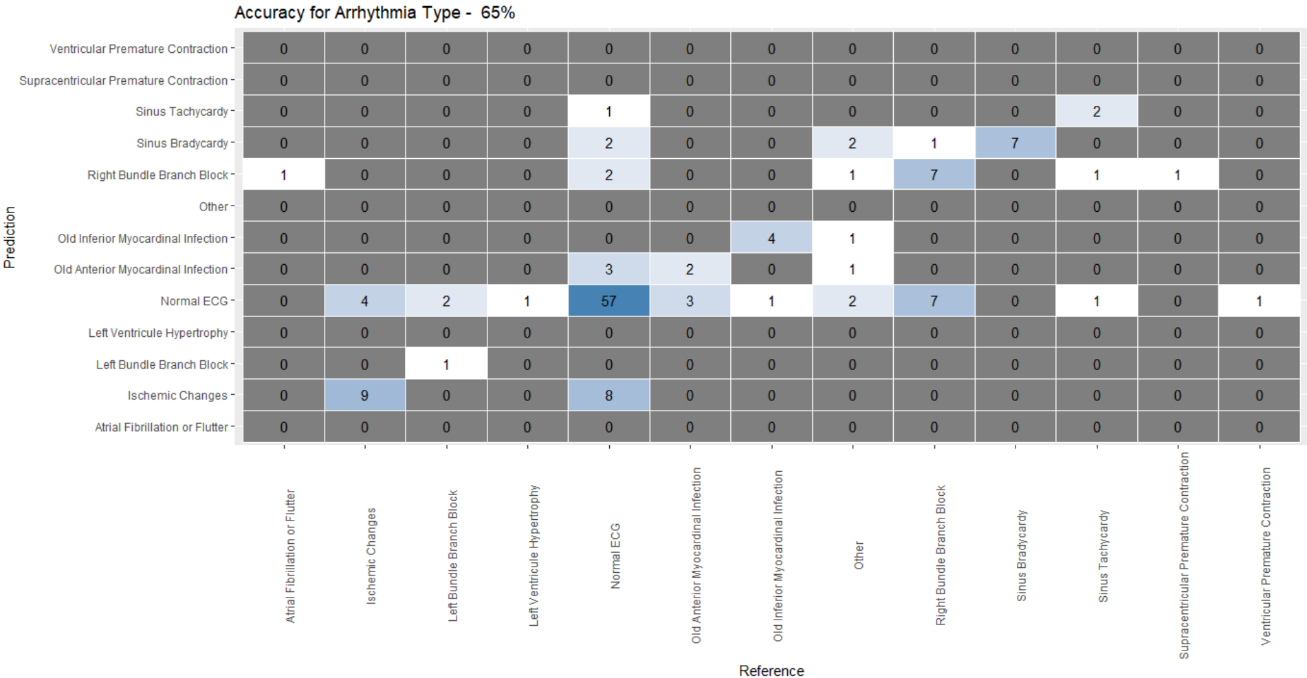 Accuracy for Arrhythmia Type -  65%
Prediction
Ventricular Premature Contraction 0 0 0 0 0 0 0 0 0 0 0 0 0
Supracentricular Premature Contraction 0 0 0 0 0 0 0 0 0 0 0 0 0
Sinus Tachycardy 0 0 0 0 1 0 0 0 0 0 2 0 0
Sinus Bradycardy 0 0 0 0 2 0 0 2 1 7 0 0 0
Right Bundle Branch Block 1 0 0 0 2 0 0 1 7 0 1 1 0
Other 0 0 0 0 0 0 0 0 0 0 0 0 0
Old Inferior Myocardinal Infection 0 0 0 0 0 0 4 1 0 0 0 0 0
Old Anterior Myocardinal Infection 0 0 0 0 3 2 0 1 0 0 0 0 0
Normal ECG 0 4 2 1 57 3 1 2 7 0 1 0 1
Left Ventricule Hypertrophy 0 0 0 0 0 0 0 0 0 0 0 0 0
Left Bundle Branch Block 0 0 1 0 0 0 0 0 0 0 0 0 0
Ischemic Changes 0 9 0 0 8 0 0 0 0 0 0 0 0
Atrial Fibrillation or Flutter 0 0 0 0 0 0 0 0 0 0 0 0 0
Atrial Fibrillation or Flutter
Ischemic Changes
Left Bundle Branch Block
Left Ventricule Hypertrophy
Normal ECG
Old Anterior Myocardinal Infection
Old Inferior Myocardinal Infection
Other
Right Bundle Branch Block
Sinus Bradycardy
Sinus Tachycardy
Supracentricular Premature Contraction
Ventricular Premature Contraction
Reference